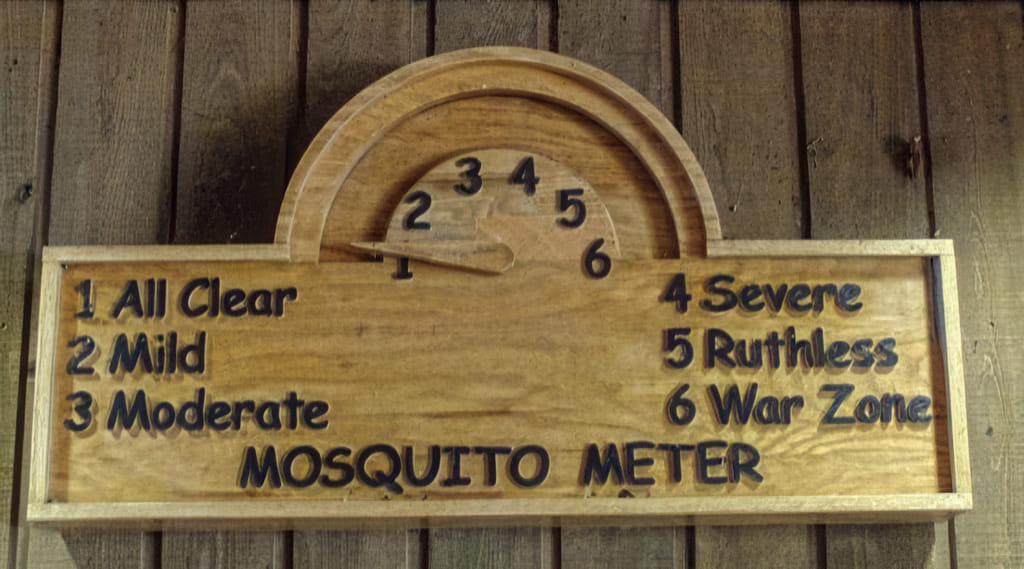 1 2 3 4 5 6
1 All Clear
2 Mild
3 Moderate
4 Severe
5 Ruthless
6 War Zone
MOSQUITO METER